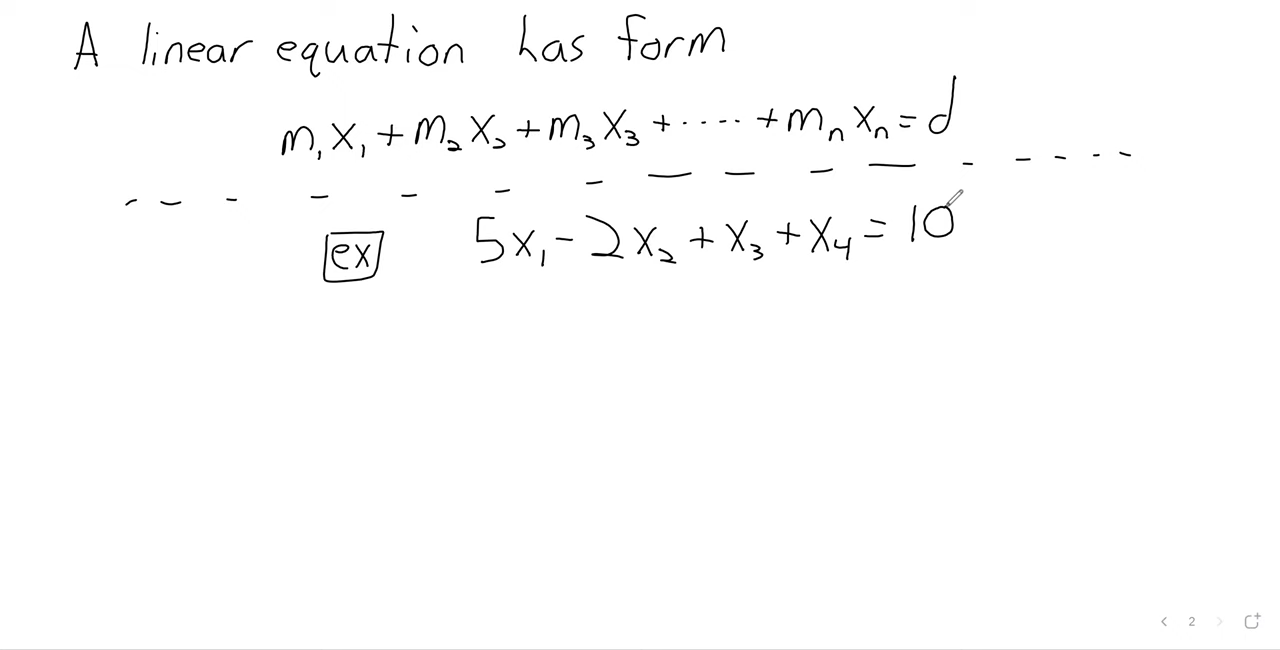 A linear equation has form
m₁x₁ + m₂x₂ + m₃x₃ + ····· + mₙxₙ = d
ex 5x₁ - 2x₂ + x₃ + x₄ = 10
< 2 >